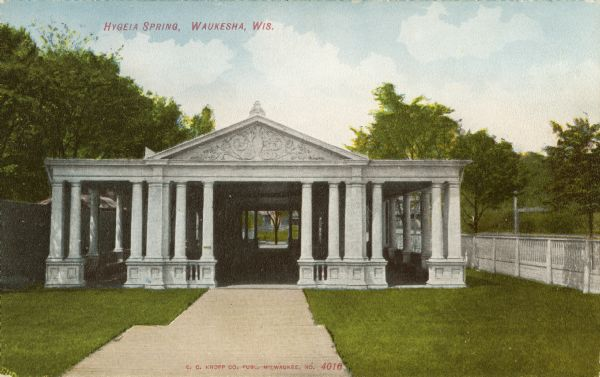 Hygeia Spring, Waukesha, Wis.
E. C. KROPP CO. PUBL. MILWAUKEE, NO. 4016